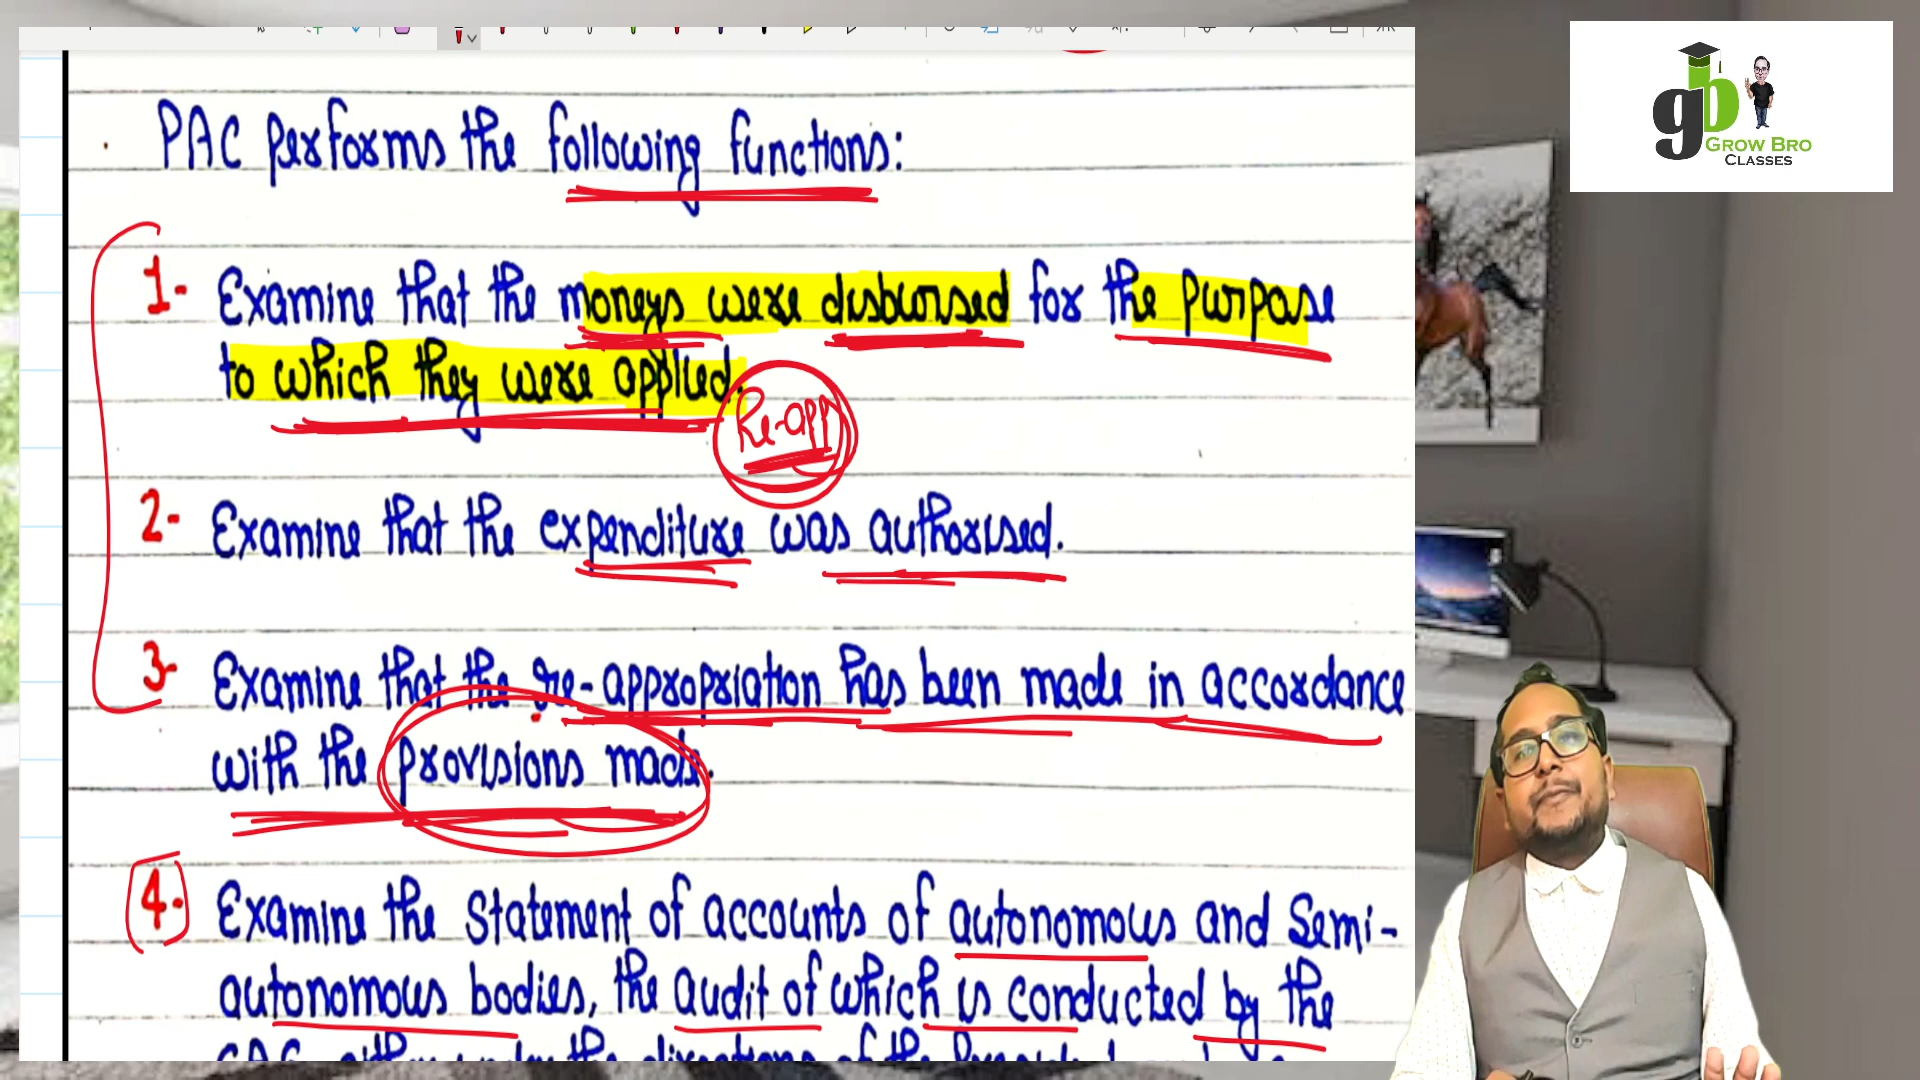 gb
GROW BRO
CLASSES
PAC performs the following functions:
1- Examine that the moneys were disbursed for the purpose
to which they were applied.
Re-app
2- Examine that the expenditure was authorised.
3- Examine that the re-appropriation has been made in accordance
with the provisions made.
4- Examine the statement of accounts of autonomous and semi-
autonomous bodies, the audit of which is conducted by the